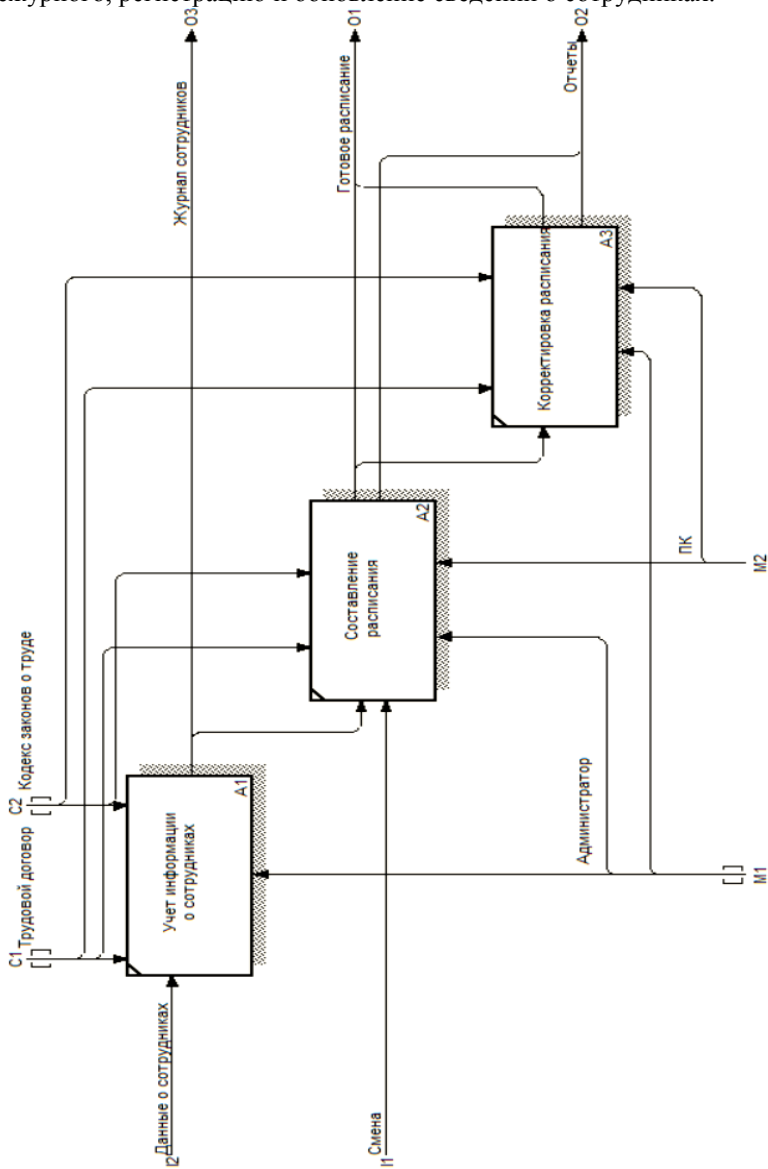 ежурного, регистрацию и обновление сведений о сотрудниках.
C1 Трудовой договор
C2 Кодекс законов о труде
I2
Данные о сотрудниках
Учет информации
о сотрудниках
A1
Журнал сотрудников
O3
I1
Смена
Составление
расписания
A2
Готовое расписание
O1
Корректировка расписания
A3
Отчеты
O2
Администратор
M1
ПК
M2